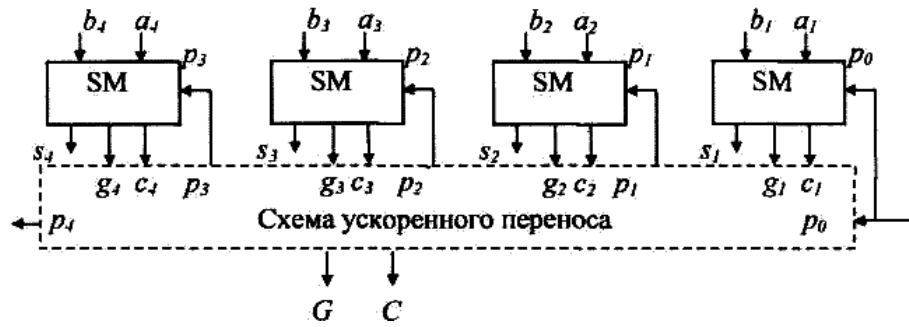 b4 a4 b3 a3 b2 a2 b1 a1
p3 p2 p1 p0
SM SM SM SM
s4 s3 s2 s1
g4 c4 p3 g3 c3 p2 g2 c2 p1 g1 c1
p4 Схема ускоренного переноса p0
G C